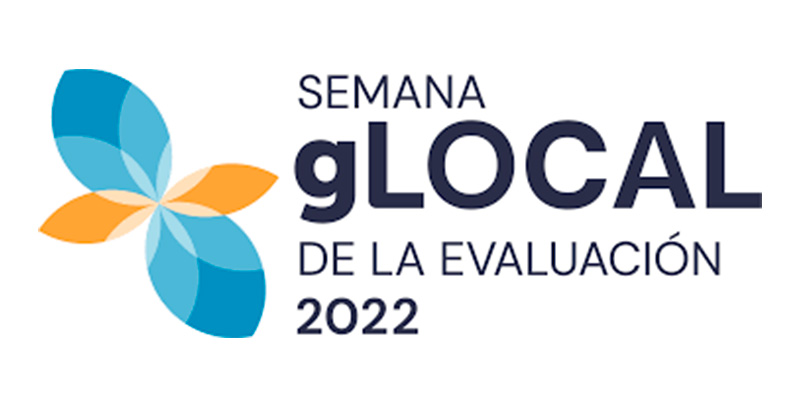 SEMANA
gLOCAL
DE LA EVALUACIÓN
2022